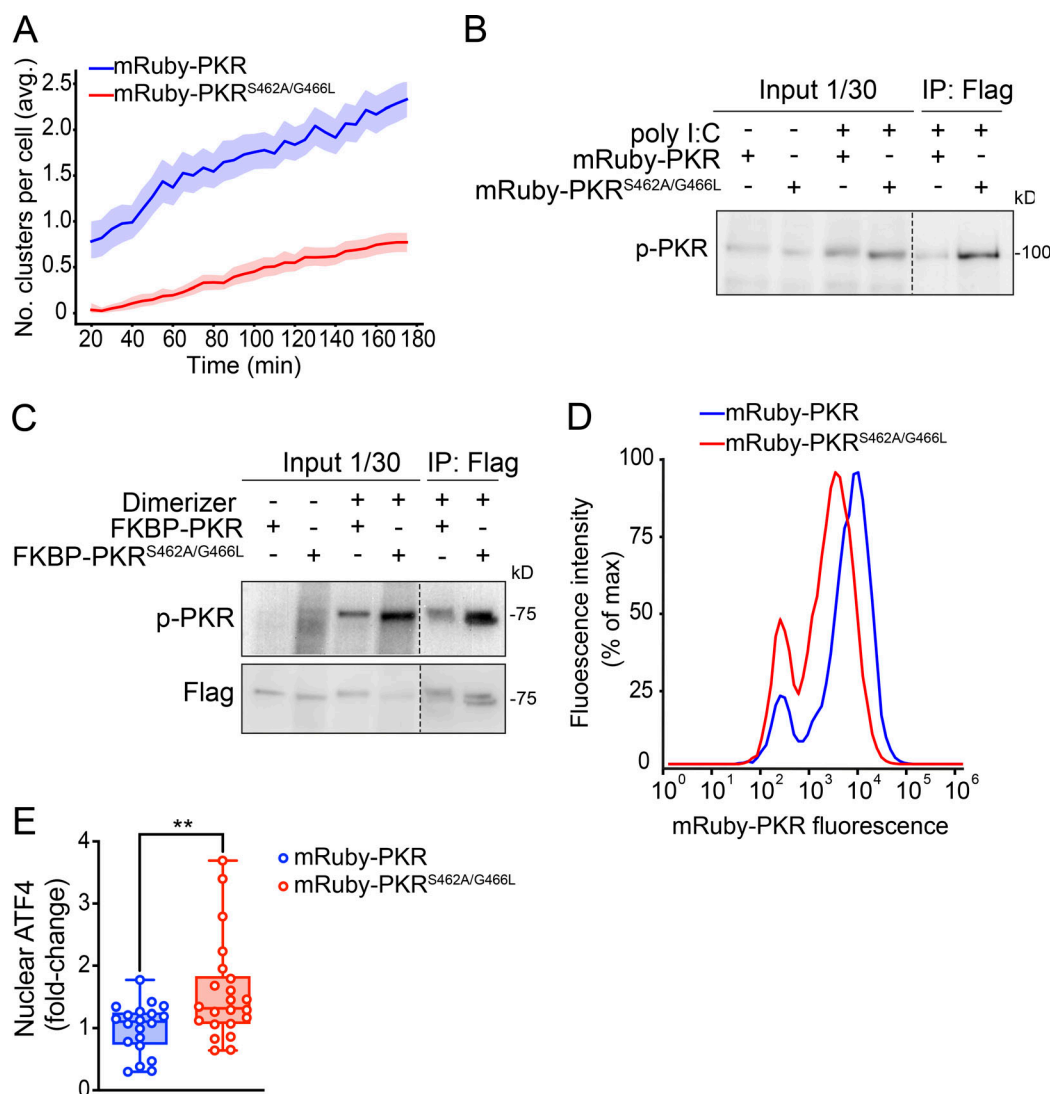 A
mRuby-PKR
mRuby-PKR^S462A/G466L
No. clusters per cell (avg.)
2.5
2.0
1.5
1.0
0.5
0
20 40 60 80 100 120 140 160 180
Time (min)
B
Input 1/30 IP: Flag
poly I:C - - + + + +
mRuby-PKR + - + - + -
mRuby-PKR^S462A/G466L - + - + - +
kD
p-PKR -100
C
Input 1/30 IP: Flag
Dimerizer - - + + + +
FKBP-PKR + - + - + -
FKBP-PKR^S462A/G466L - + - + - +
kD
p-PKR -75
Flag -75
D
mRuby-PKR
mRuby-PKR^S462A/G466L
Fluoescence intensity
(% of max)
100
75
50
25
0
10^0 10^1 10^2 10^3 10^4 10^5 10^6
mRuby-PKR fluorescence
E
**
mRuby-PKR
mRuby-PKR^S462A/G466L
Nuclear ATF4
(fold-change)
4
3
2
1
0